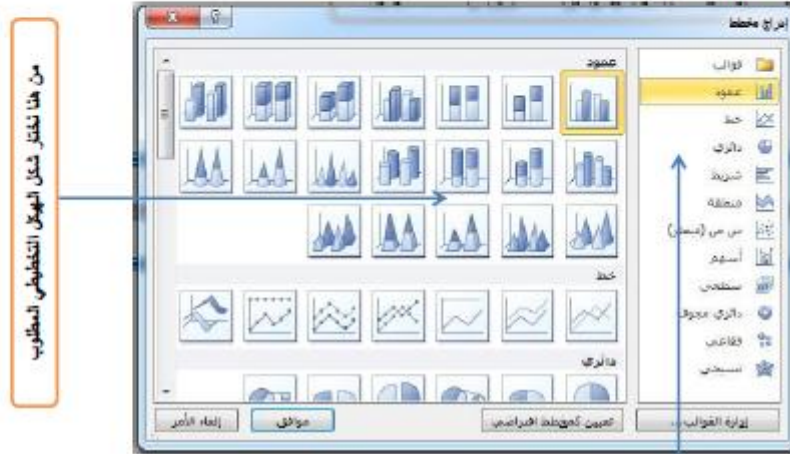 إدراج مخطط
قوالب
عمود
خط
دائري
شريط
منطقة
س ص (مبعثر)
أسهم
سطحي
دائري مجوف
فقاعي
نسيجي
عمود
خط
دائري
إدارة القوالب...
تعيين كمخطط افتراضي
موافق
إلغاء الأمر
من هنا نختار شكل الهيكل التخطيطي المطلوب